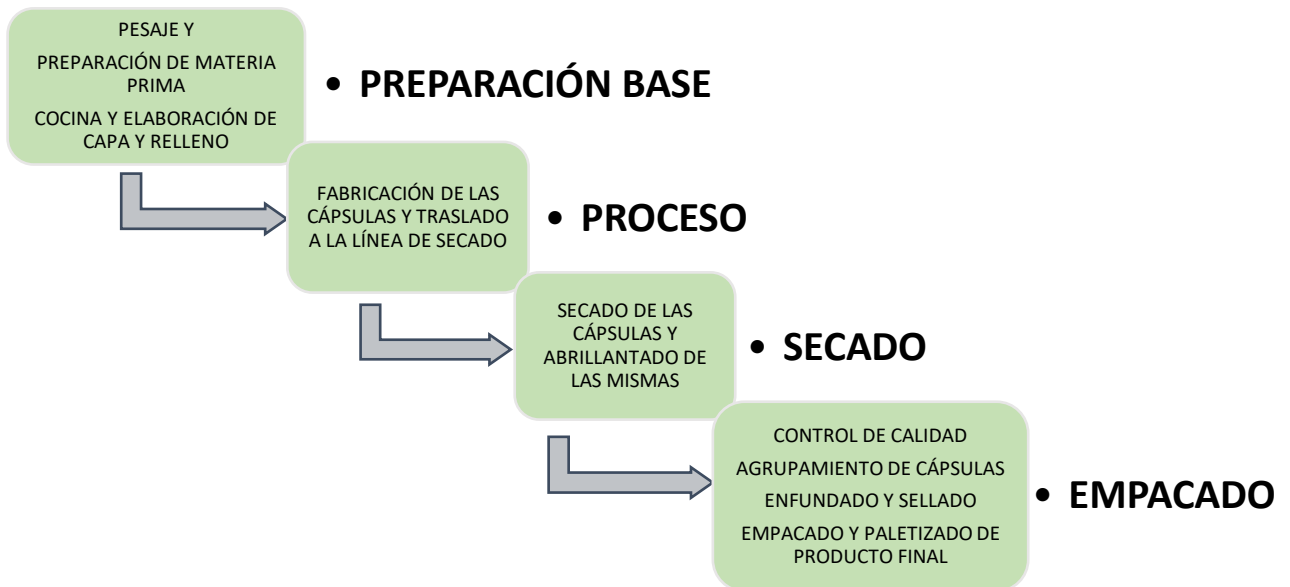 PESAJE Y
PREPARACIÓN DE MATERIA
PRIMA
COCINA Y ELABORACIÓN DE
CAPA Y RELLENO
• PREPARACIÓN BASE
FABRICACIÓN DE LAS
CÁPSULAS Y TRASLADO
A LA LÍNEA DE SECADO
• PROCESO
SECADO DE LAS
CÁPSULAS Y
ABRILLANTADO DE
LAS MISMAS
• SECADO
CONTROL DE CALIDAD
AGRUPAMIENTO DE CÁPSULAS
ENFUNDADO Y SELLADO
EMPACADO Y PALETIZADO DE
PRODUCTO FINAL
• EMPACADO